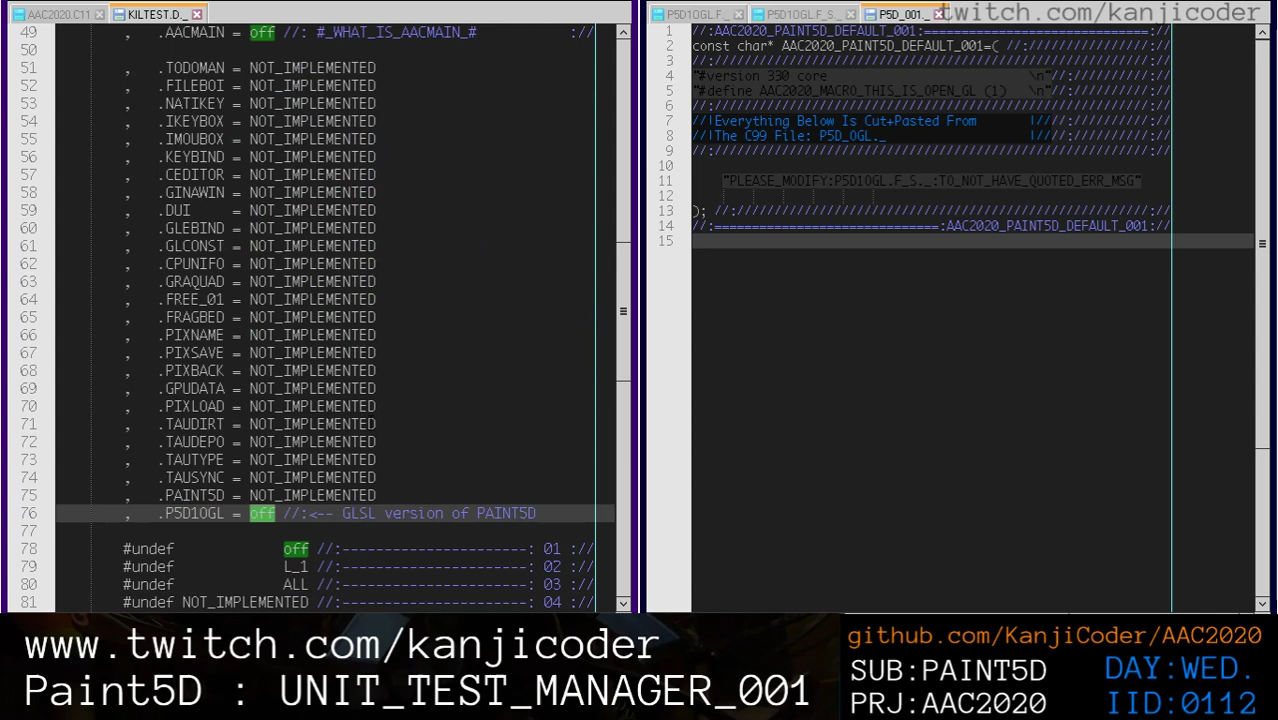 AAC2020.C11 KILTEST.D._
49 , .AACMAIN = off //: #_WHAT_IS_AACMAIN_# ://
50
51 , .TODOMAN = NOT_IMPLEMENTED
52 , .FILEBOI = NOT_IMPLEMENTED
53 , .NATIKEY = NOT_IMPLEMENTED
54 , .IKEYBOX = NOT_IMPLEMENTED
55 , .IMOUBOX = NOT_IMPLEMENTED
56 , .KEYBIND = NOT_IMPLEMENTED
57 , .CEDITOR = NOT_IMPLEMENTED
58 , .GINAWIN = NOT_IMPLEMENTED
59 , .DUI = NOT_IMPLEMENTED
60 , .GLEBIND = NOT_IMPLEMENTED
61 , .GLCONST = NOT_IMPLEMENTED
62 , .CPUNIFO = NOT_IMPLEMENTED
63 , .GRAQUAD = NOT_IMPLEMENTED
64 , .FREE_01 = NOT_IMPLEMENTED
65 , .FRAGBED = NOT_IMPLEMENTED
66 , .PIXNAME = NOT_IMPLEMENTED
67 , .PIXSAVE = NOT_IMPLEMENTED
68 , .PIXBACK = NOT_IMPLEMENTED
69 , .GPUDATA = NOT_IMPLEMENTED
70 , .PIXLOAD = NOT_IMPLEMENTED
71 , .TAUDIRT = NOT_IMPLEMENTED
72 , .TAUDEPO = NOT_IMPLEMENTED
73 , .TAUTYPE = NOT_IMPLEMENTED
74 , .TAUSYNC = NOT_IMPLEMENTED
75 , .PAINT5D = NOT_IMPLEMENTED
76 , .P5D1OGL = off //:<-- GLSL version of PAINT5D
77
78 #undef off //:----------------------: 01 ://
79 #undef L_1 //:----------------------: 02 ://
80 #undef ALL //:----------------------: 03 ://
81 #undef NOT_IMPLEMENTED //:----------------------: 04 ://
P5D1OGL.F_ P5D1OGL.F_S._ P5D_001._ twitch.com/kanjicoder
1 //:AAC2020_PAINT5D_DEFAULT_001:==============================://
2 const char* AAC2020_PAINT5D_DEFAULT_001=( //:////////////////://
3 //:////////////////////////////////////////////////////////://
4 "#version 330 core \n"//:////////://
5 "#define AAC2020_MACRO_THIS_IS_OPEN_GL (1) \n"//:////////://
6 //:////////////////////////////////////////////////////////://
7 //!Everything Below Is Cut+Pasted From !////:////////://
8 //!The C99 File: P5D_OGL._ !////:////////://
9 //:////////////////////////////////////////////////////////://
10
11 "PLEASE_MODIFY:P5D1OGL.F_S._:TO_NOT_HAVE_QUOTED_ERR_MSG"
12
13 ); //:////////////////////////////////////////////////////://
14 //:==============================:AAC2020_PAINT5D_DEFAULT_001://
15
www.twitch.com/kanjicoder
Paint5D : UNIT_TEST_MANAGER_001
github.com/KanjiCoder/AAC2020
SUB:PAINT5D DAY:WED.
PRJ:AAC2020 IID:0112